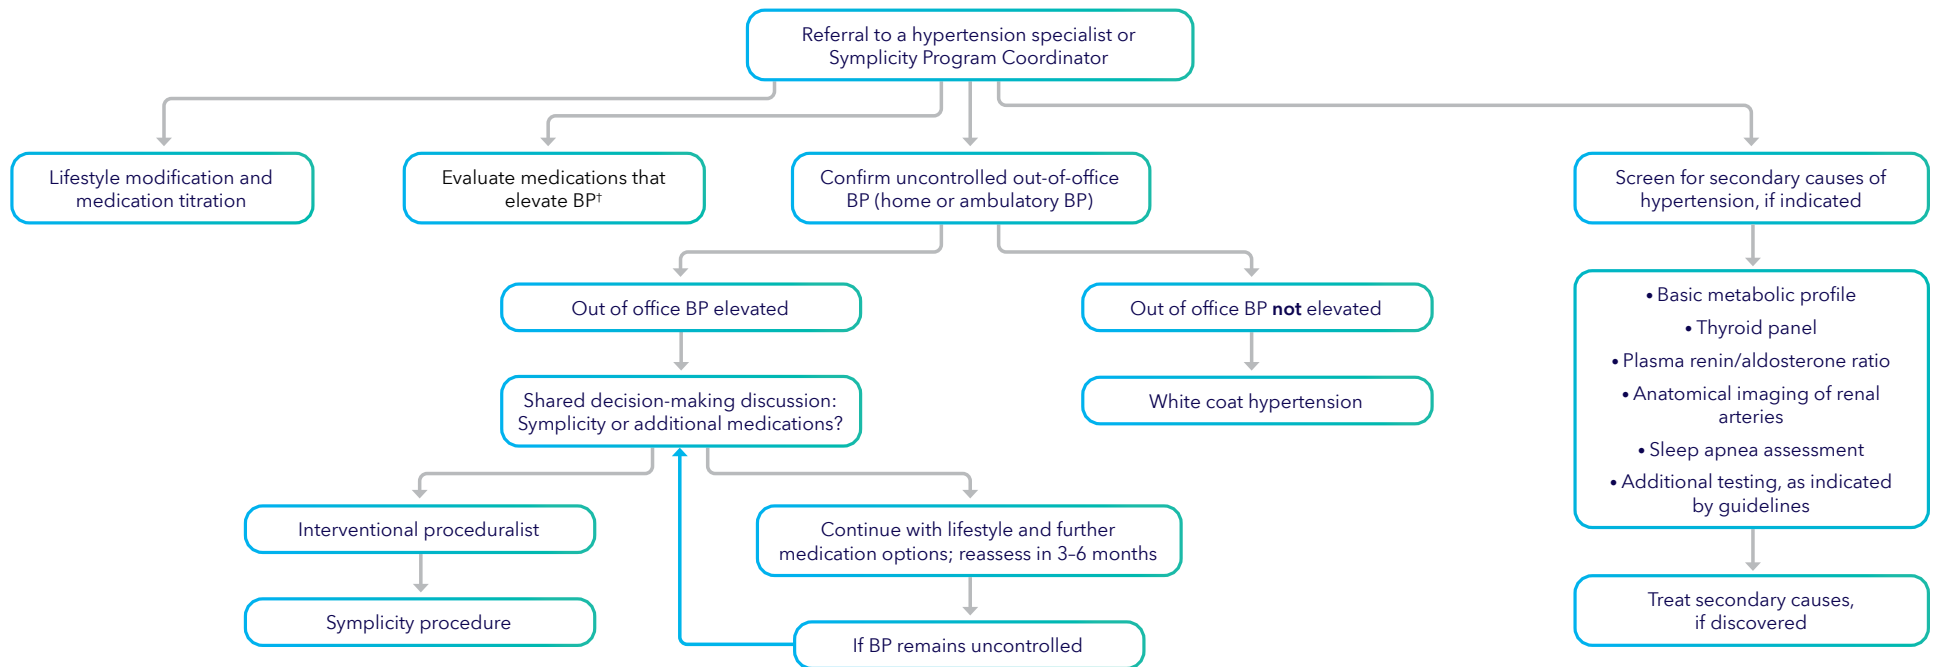 Referral to a hypertension specialist or
Symplicity Program Coordinator
Lifestyle modification and
medication titration
Evaluate medications that
elevate BP†
Confirm uncontrolled out-of-office
BP (home or ambulatory BP)
Screen for secondary causes of
hypertension, if indicated
Out of office BP elevated
Out of office BP not elevated
• Basic metabolic profile
• Thyroid panel
• Plasma renin/aldosterone ratio
• Anatomical imaging of renal
arteries
• Sleep apnea assessment
• Additional testing, as indicated
by guidelines
Shared decision-making discussion:
Symplicity or additional medications?
White coat hypertension
Interventional proceduralist
Continue with lifestyle and further
medication options; reassess in 3–6 months
Symplicity procedure
If BP remains uncontrolled
Treat secondary causes,
if discovered